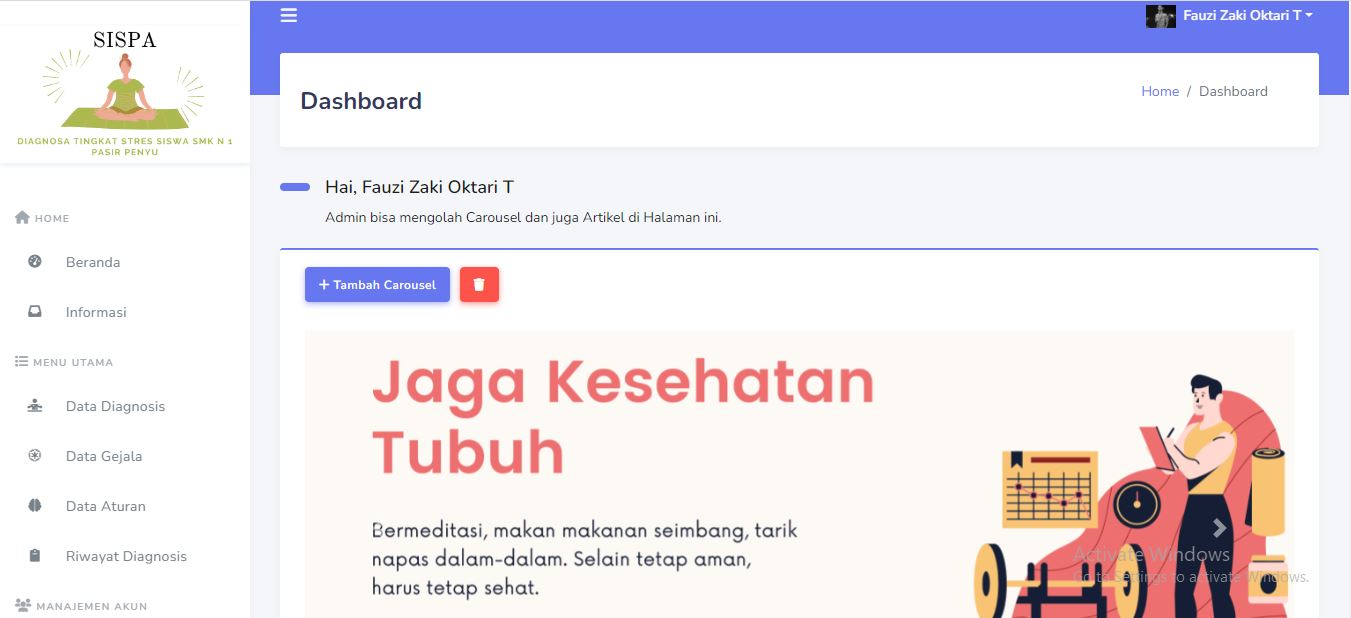 SISPA
DIAGNOSA TINGKAT STRES SISWA SMK N 1
PASIR PENYU
HOME
Beranda
Informasi
MENU UTAMA
Data Diagnosis
Data Gejala
Data Aturan
Riwayat Diagnosis
MANAJEMEN AKUN
Fauzi Zaki Oktari T
Dashboard
Home / Dashboard
Hai, Fauzi Zaki Oktari T
Admin bisa mengolah Carousel dan juga Artikel di Halaman ini.
+ Tambah Carousel
Jaga Kesehatan
Tubuh
Bermeditasi, makan makanan seimbang, tarik
napas dalam-dalam. Selain tetap aman,
harus tetap sehat.
Activate Windows
Go to Settings to activate Windows.